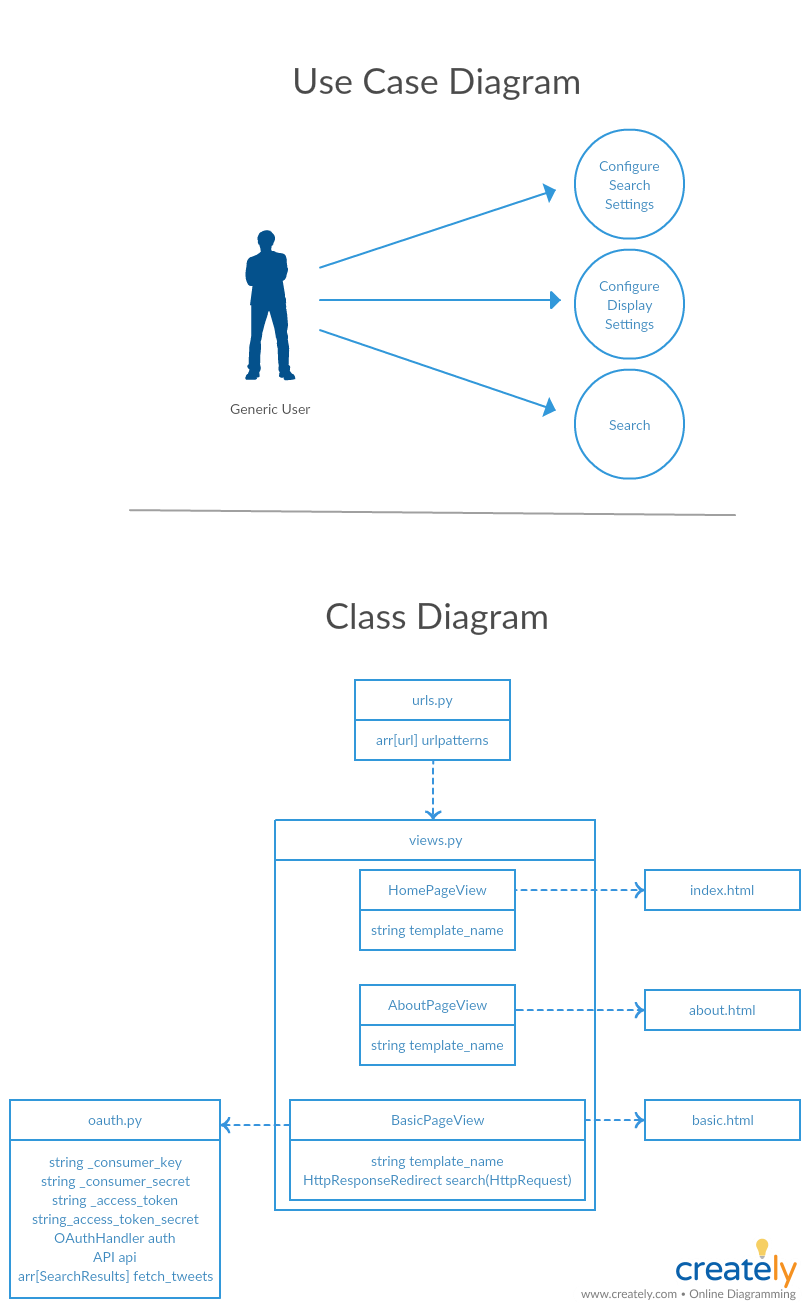 Use Case Diagram
Configure
Search
Settings
Configure
Display
Settings
Search
Generic User
Class Diagram
urls.py
arr[url] urlpatterns
views.py
HomePageView
string template_name
index.html
AboutPageView
string template_name
about.html
BasicPageView
string template_name
HttpResponseRedirect search(HttpRequest)
basic.html
oauth.py
string _consumer_key
string _consumer_secret
string _access_token
string_access_token_secret
OAuthHandler auth
API api
arr[SearchResults] fetch_tweets
creately
www.creately.com • Online Diagramming